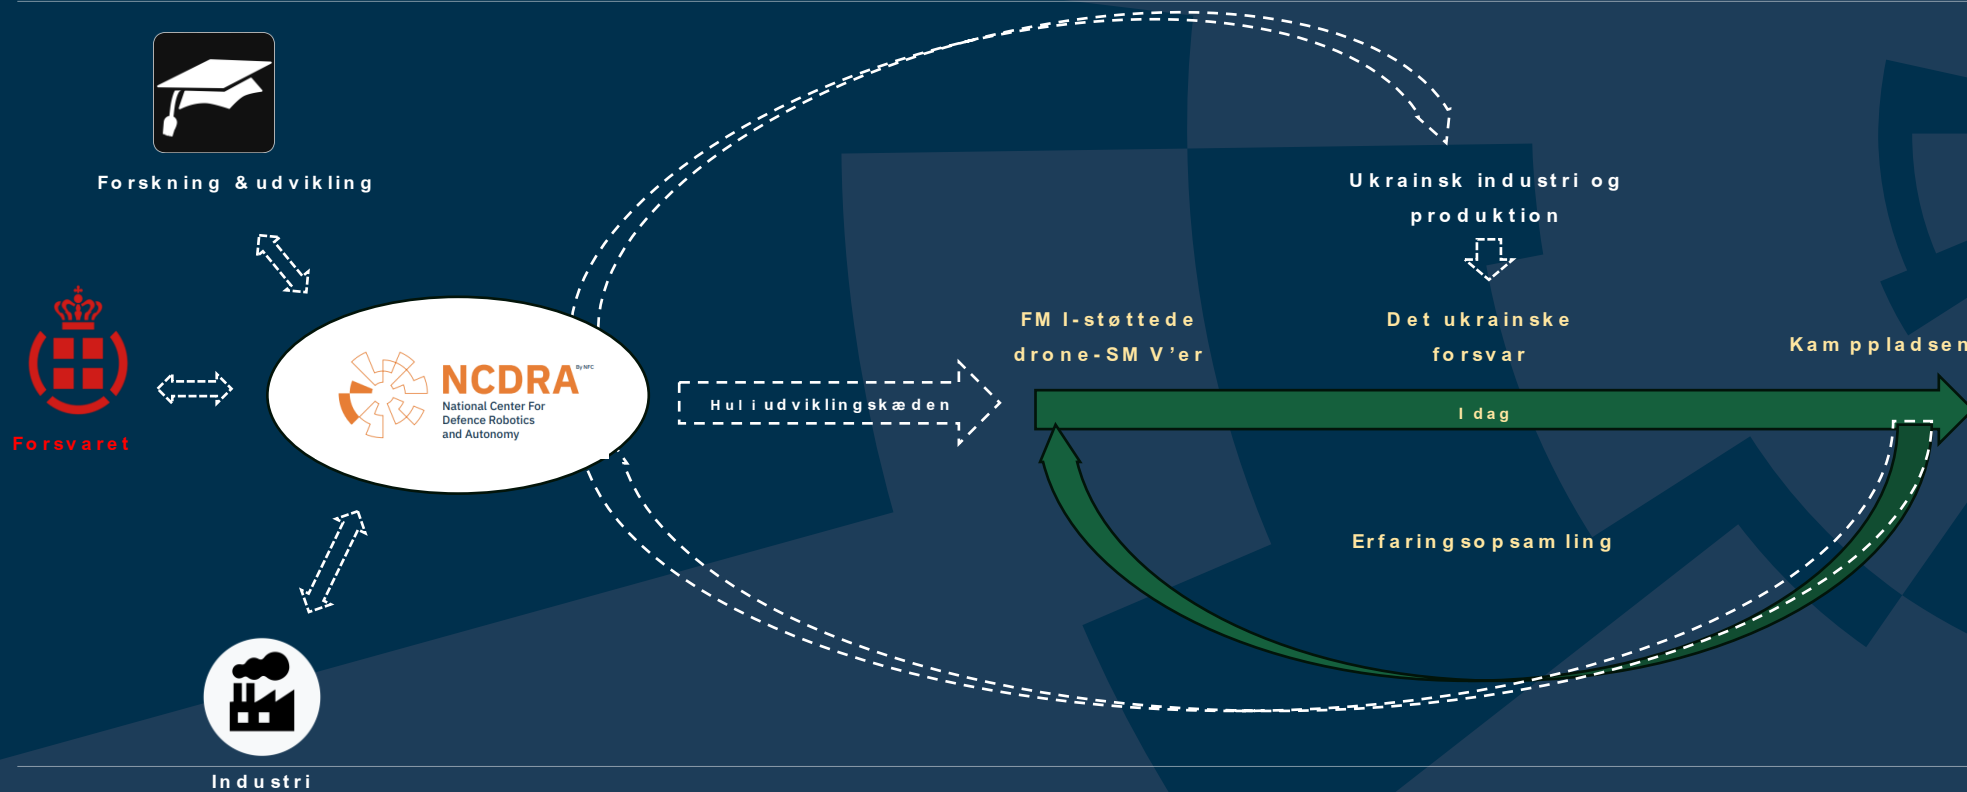 Forskning & udvikling
Forsvaret
NCDRA
By NFC
National Center For
Defence Robotics
and Autonomy
Industri
Hul i udviklingskæden
Ukrainsk industri og
produktion
FMI-støttede
drone-SMV’er
Det ukrainske
forsvar
Kamppladsen
I dag
Erfaringsopsamling